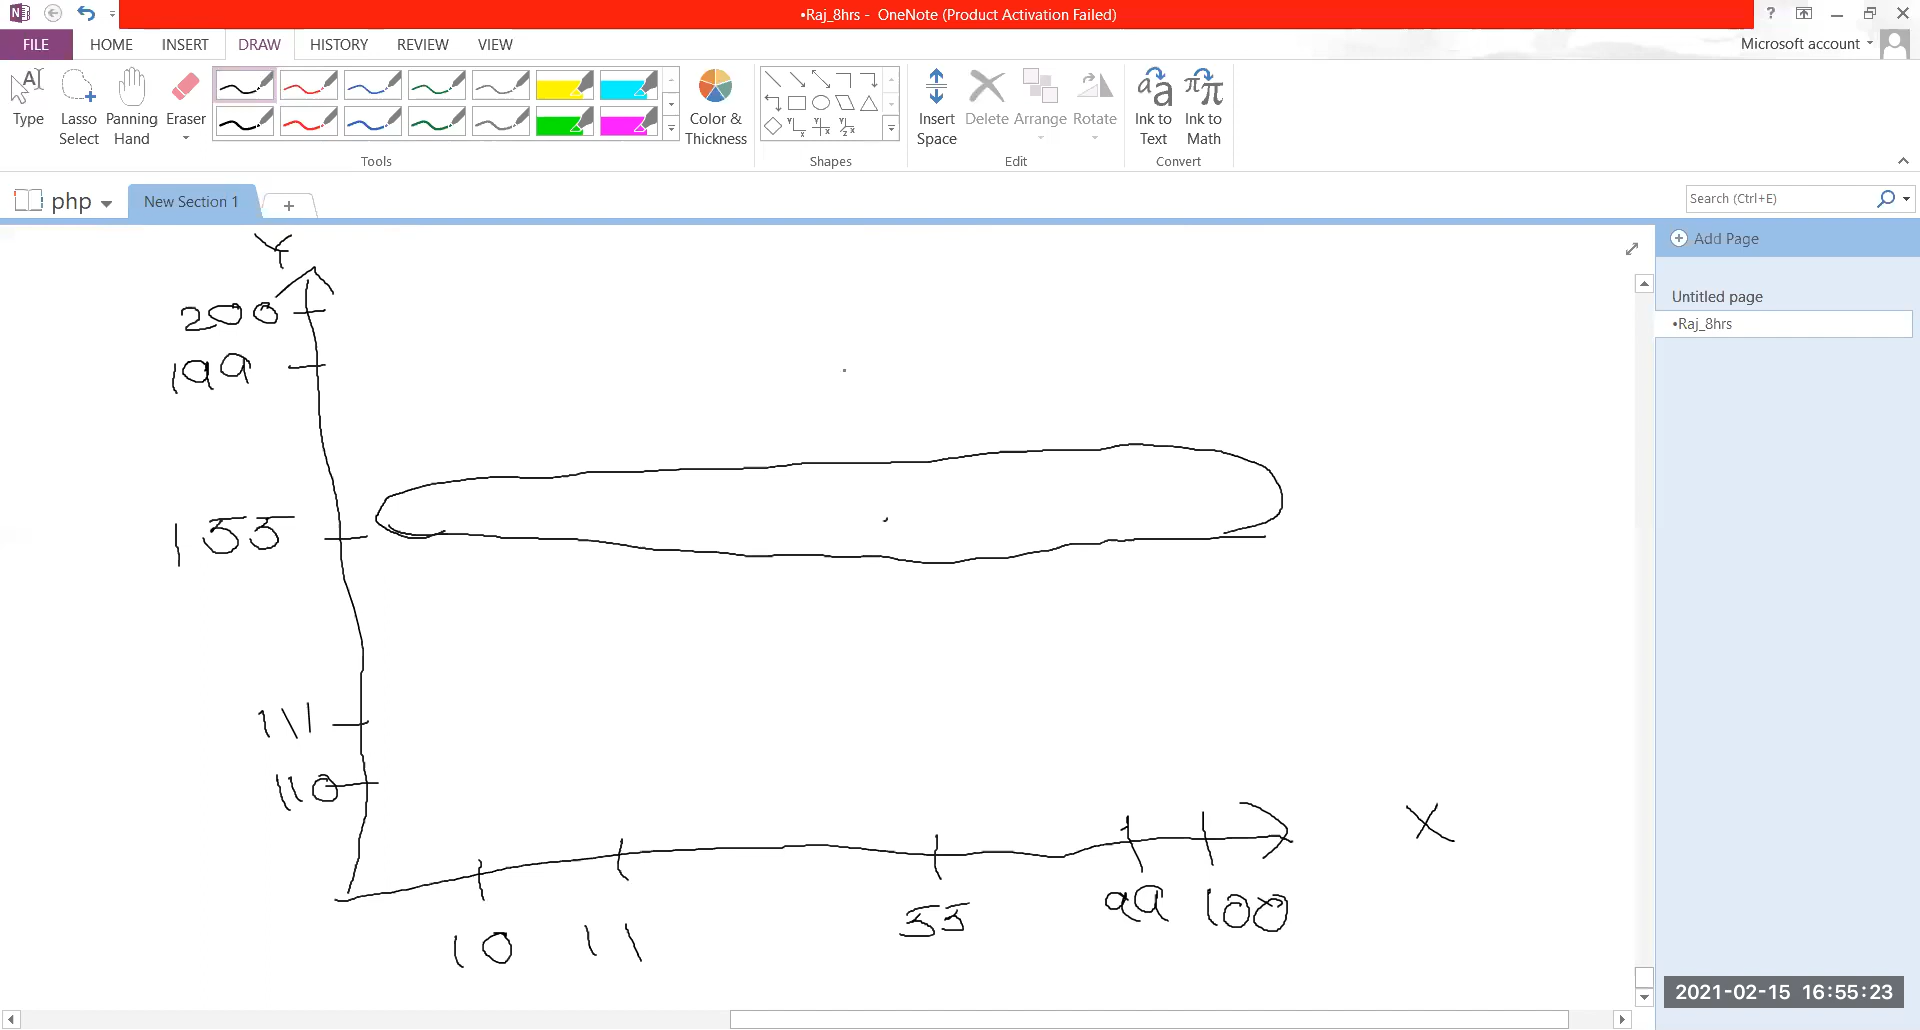 •Raj_8hrs - OneNote (Product Activation Failed)
FILE HOME INSERT DRAW HISTORY REVIEW VIEW
Microsoft account
Type
Lasso Select
Panning Hand
Eraser
Color & Thickness
Insert Space
Delete
Arrange
Rotate
Ink to Text
Ink to Math
Tools
Shapes
Edit
Convert
php
New Section 1
Search (Ctrl+E)
Add Page
Untitled page
•Raj_8hrs
Y
200
199
155
111
110
X
10 11 55 99 100
2021-02-15 16:55:23